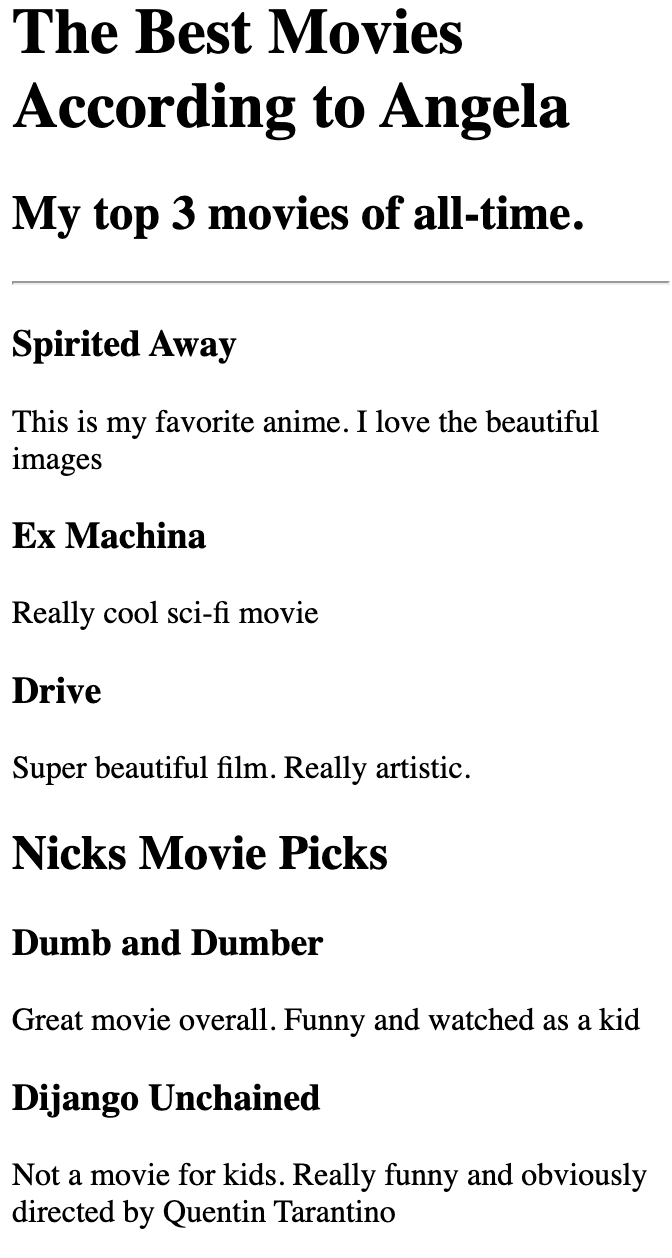 The Best Movies
According to Angela
My top 3 movies of all-time.
Spirited Away
This is my favorite anime. I love the beautiful
images
Ex Machina
Really cool sci-fi movie
Drive
Super beautiful film. Really artistic.
Nicks Movie Picks
Dumb and Dumber
Great movie overall. Funny and watched as a kid
Dijango Unchained
Not a movie for kids. Really funny and obviously
directed by Quentin Tarantino